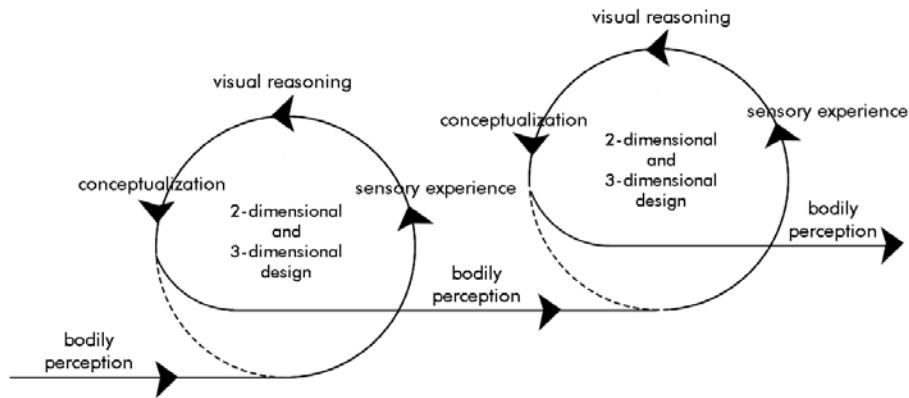 visual reasoning
conceptualization
sensory experience
2-dimensional
and
3-dimensional
design
bodily
perception
bodily
perception
visual reasoning
conceptualization
sensory experience
2-dimensional
and
3-dimensional
design
bodily
perception